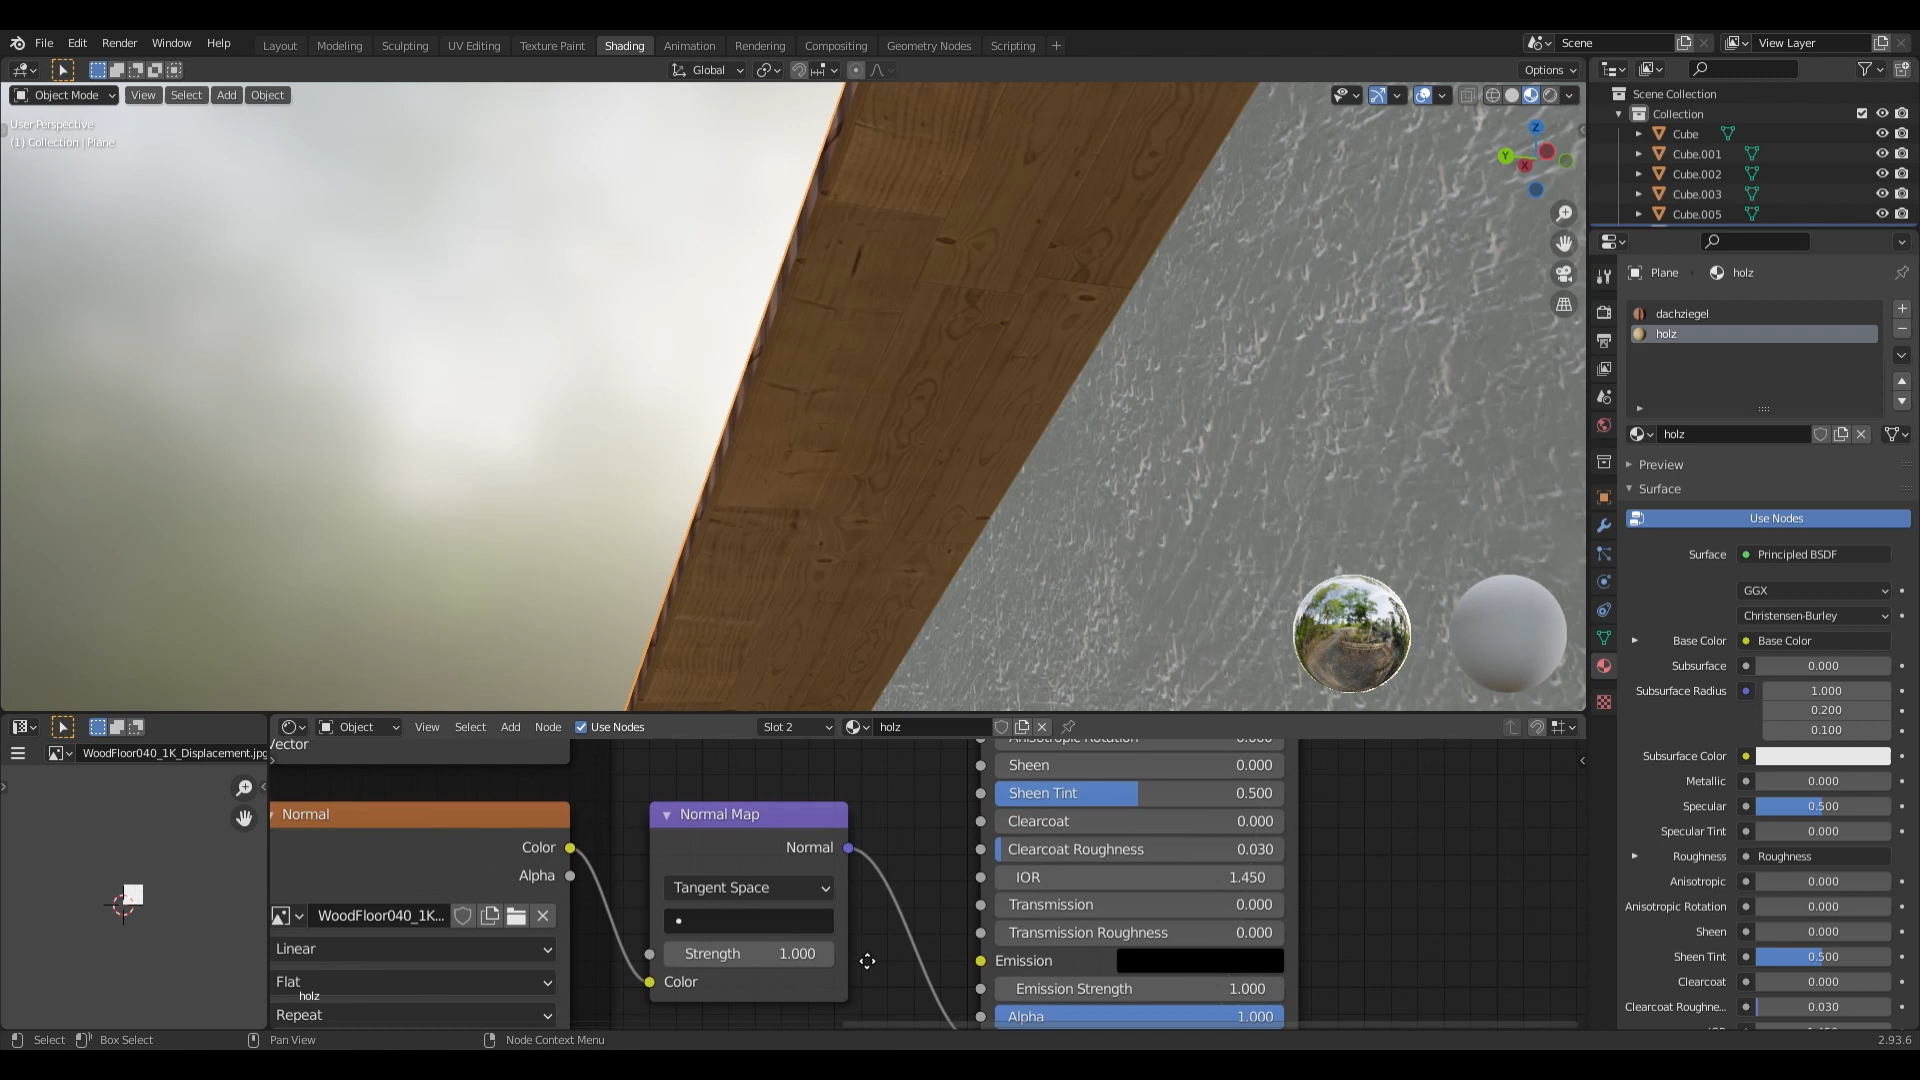 File Edit Render Window Help
Layout Modeling Sculpting UV Editing Texture Paint Shading Animation Rendering Compositing Geometry Nodes Scripting +
Scene
View Layer
Global
Options
Object Mode View Select Add Object
User Perspective
(1) Collection | Plane
Z
Y
X
Scene Collection
Collection
Cube
Cube.001
Cube.002
Cube.003
Cube.005
Plane
holz
dachziegel
holz
holz
Preview
Surface
Use Nodes
Surface Principled BSDF
GGX
Christensen-Burley
Base Color Base Color
Subsurface 0.000
Subsurface Radius 1.000
0.200
0.100
Subsurface Color
Metallic 0.000
Specular 0.500
Specular Tint 0.000
Roughness Roughness
Anisotropic 0.000
Anisotropic Rotation 0.000
Sheen 0.000
Sheen Tint 0.500
Clearcoat 0.000
Clearcoat Roughne... 0.030
WoodFloor040_1K_Displacement.jpg
Object View Select Add Node Use Nodes Slot 2 holz
Vector
Normal
Color
Alpha
WoodFloor040_1K...
Linear
Flat
Repeat
holz
Normal Map
Normal
Tangent Space
Strength 1.000
Color
Anisotropic Rotation 0.000
Sheen 0.000
Sheen Tint 0.500
Clearcoat 0.000
Clearcoat Roughness 0.030
IOR 1.450
Transmission 0.000
Transmission Roughness 0.000
Emission
Emission Strength 1.000
Alpha 1.000
Select Box Select Pan View Node Context Menu 2.93.6